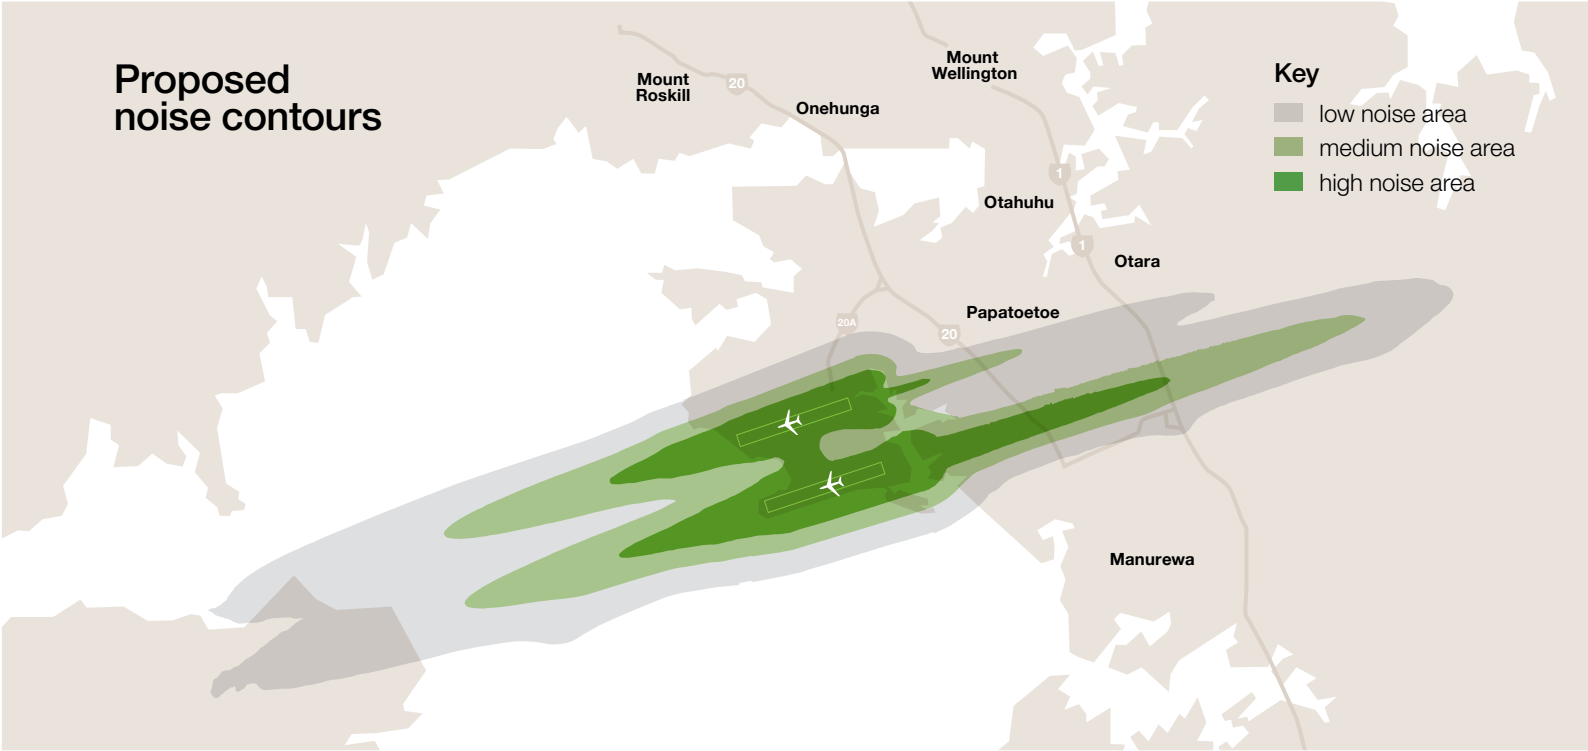 Proposed
noise contours
Mount
Roskill
20
Onehunga
Mount
Wellington
Key
low noise area
medium noise area
high noise area
1
Otahuhu
1
Otara
Papatoetoe
20A
20
Manurewa